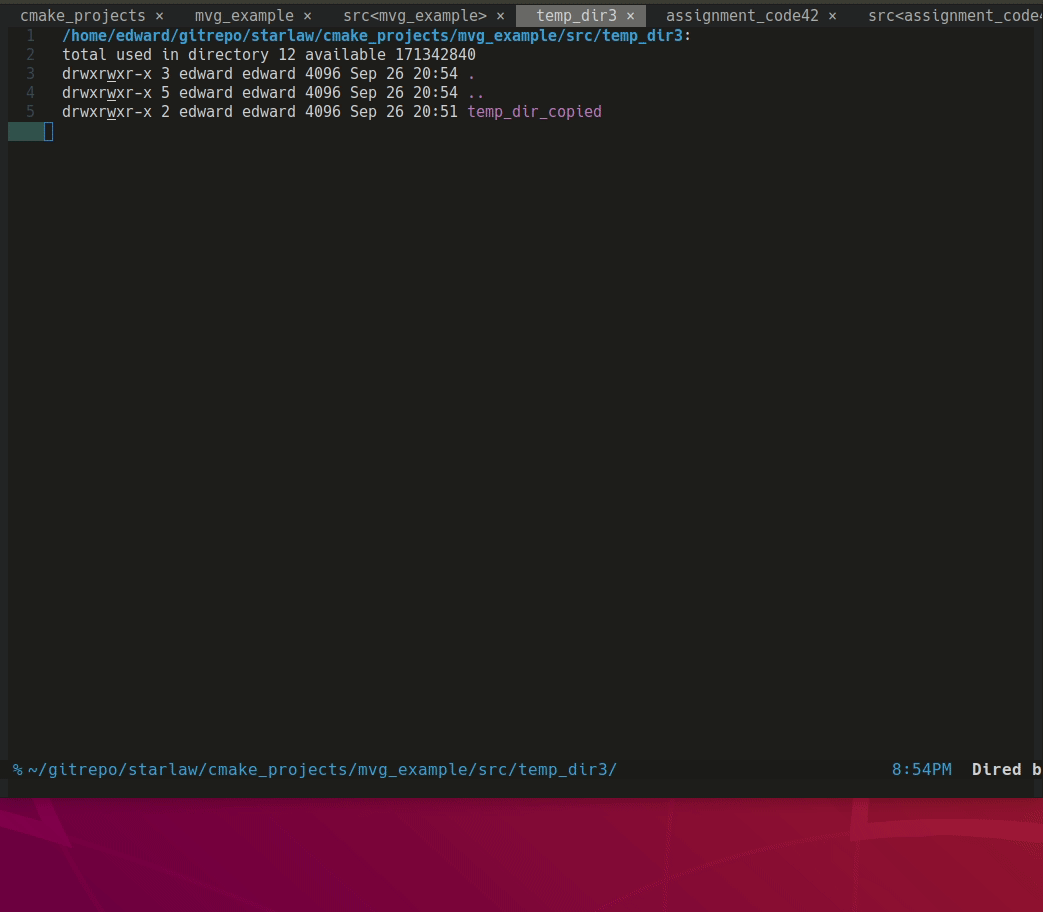 cmake_projects × mvg_example × src<mvg_example> × temp_dir3 × assignment_code42 × src<assignment_code4
1 /home/edward/gitrepo/starlaw/cmake_projects/mvg_example/src/temp_dir3:
2 total used in directory 12 available 171342840
3 drwxrwxr-x 3 edward edward 4096 Sep 26 20:54 .
4 drwxrwxr-x 5 edward edward 4096 Sep 26 20:54 ..
5 drwxrwxr-x 2 edward edward 4096 Sep 26 20:51 temp_dir_copied
% ~/gitrepo/starlaw/cmake_projects/mvg_example/src/temp_dir3/ 8:54PM Dired b